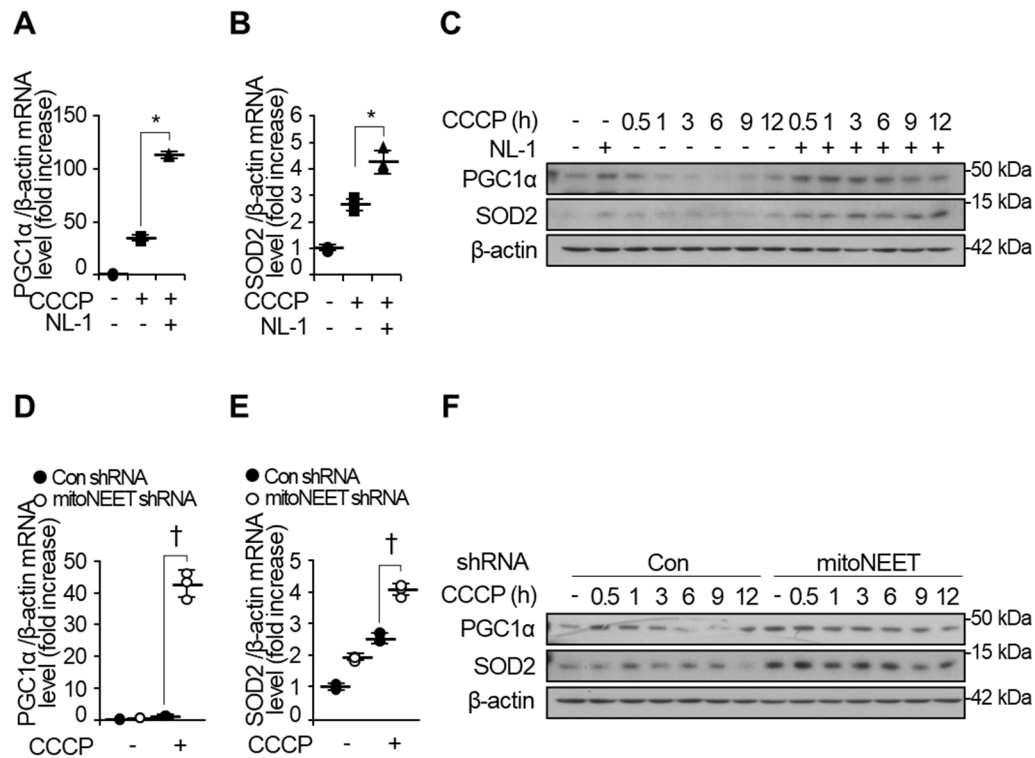 A
PGC1α /β-actin mRNA
level (fold increase)
150
100
50
0
*
CCCP - + +
NL-1 - - +
B
SOD2 /β-actin mRNA
level (fold increase)
6
5
4
3
2
1
0
*
CCCP - + +
NL-1 - - +
C
CCCP (h) - - 0.5 1 3 6 9 12 0.5 1 3 6 9 12
NL-1 - + + + + + + +
PGC1α 50 kDa
15 kDa
SOD2
β-actin 42 kDa
D
Con shRNA
mitoNEET shRNA
PGC1α /β-actin mRNA
level (fold increase)
50
40
30
20
10
0
†
CCCP - +
E
Con shRNA
mitoNEET shRNA
SOD2 /β-actin mRNA
level (fold increase)
5
4
3
2
1
0
†
CCCP - +
F
shRNA Con mitoNEET
CCCP (h) - 0.5 1 3 6 9 12 - 0.5 1 3 6 9 12
PGC1α 50 kDa
15 kDa
SOD2
β-actin 42 kDa